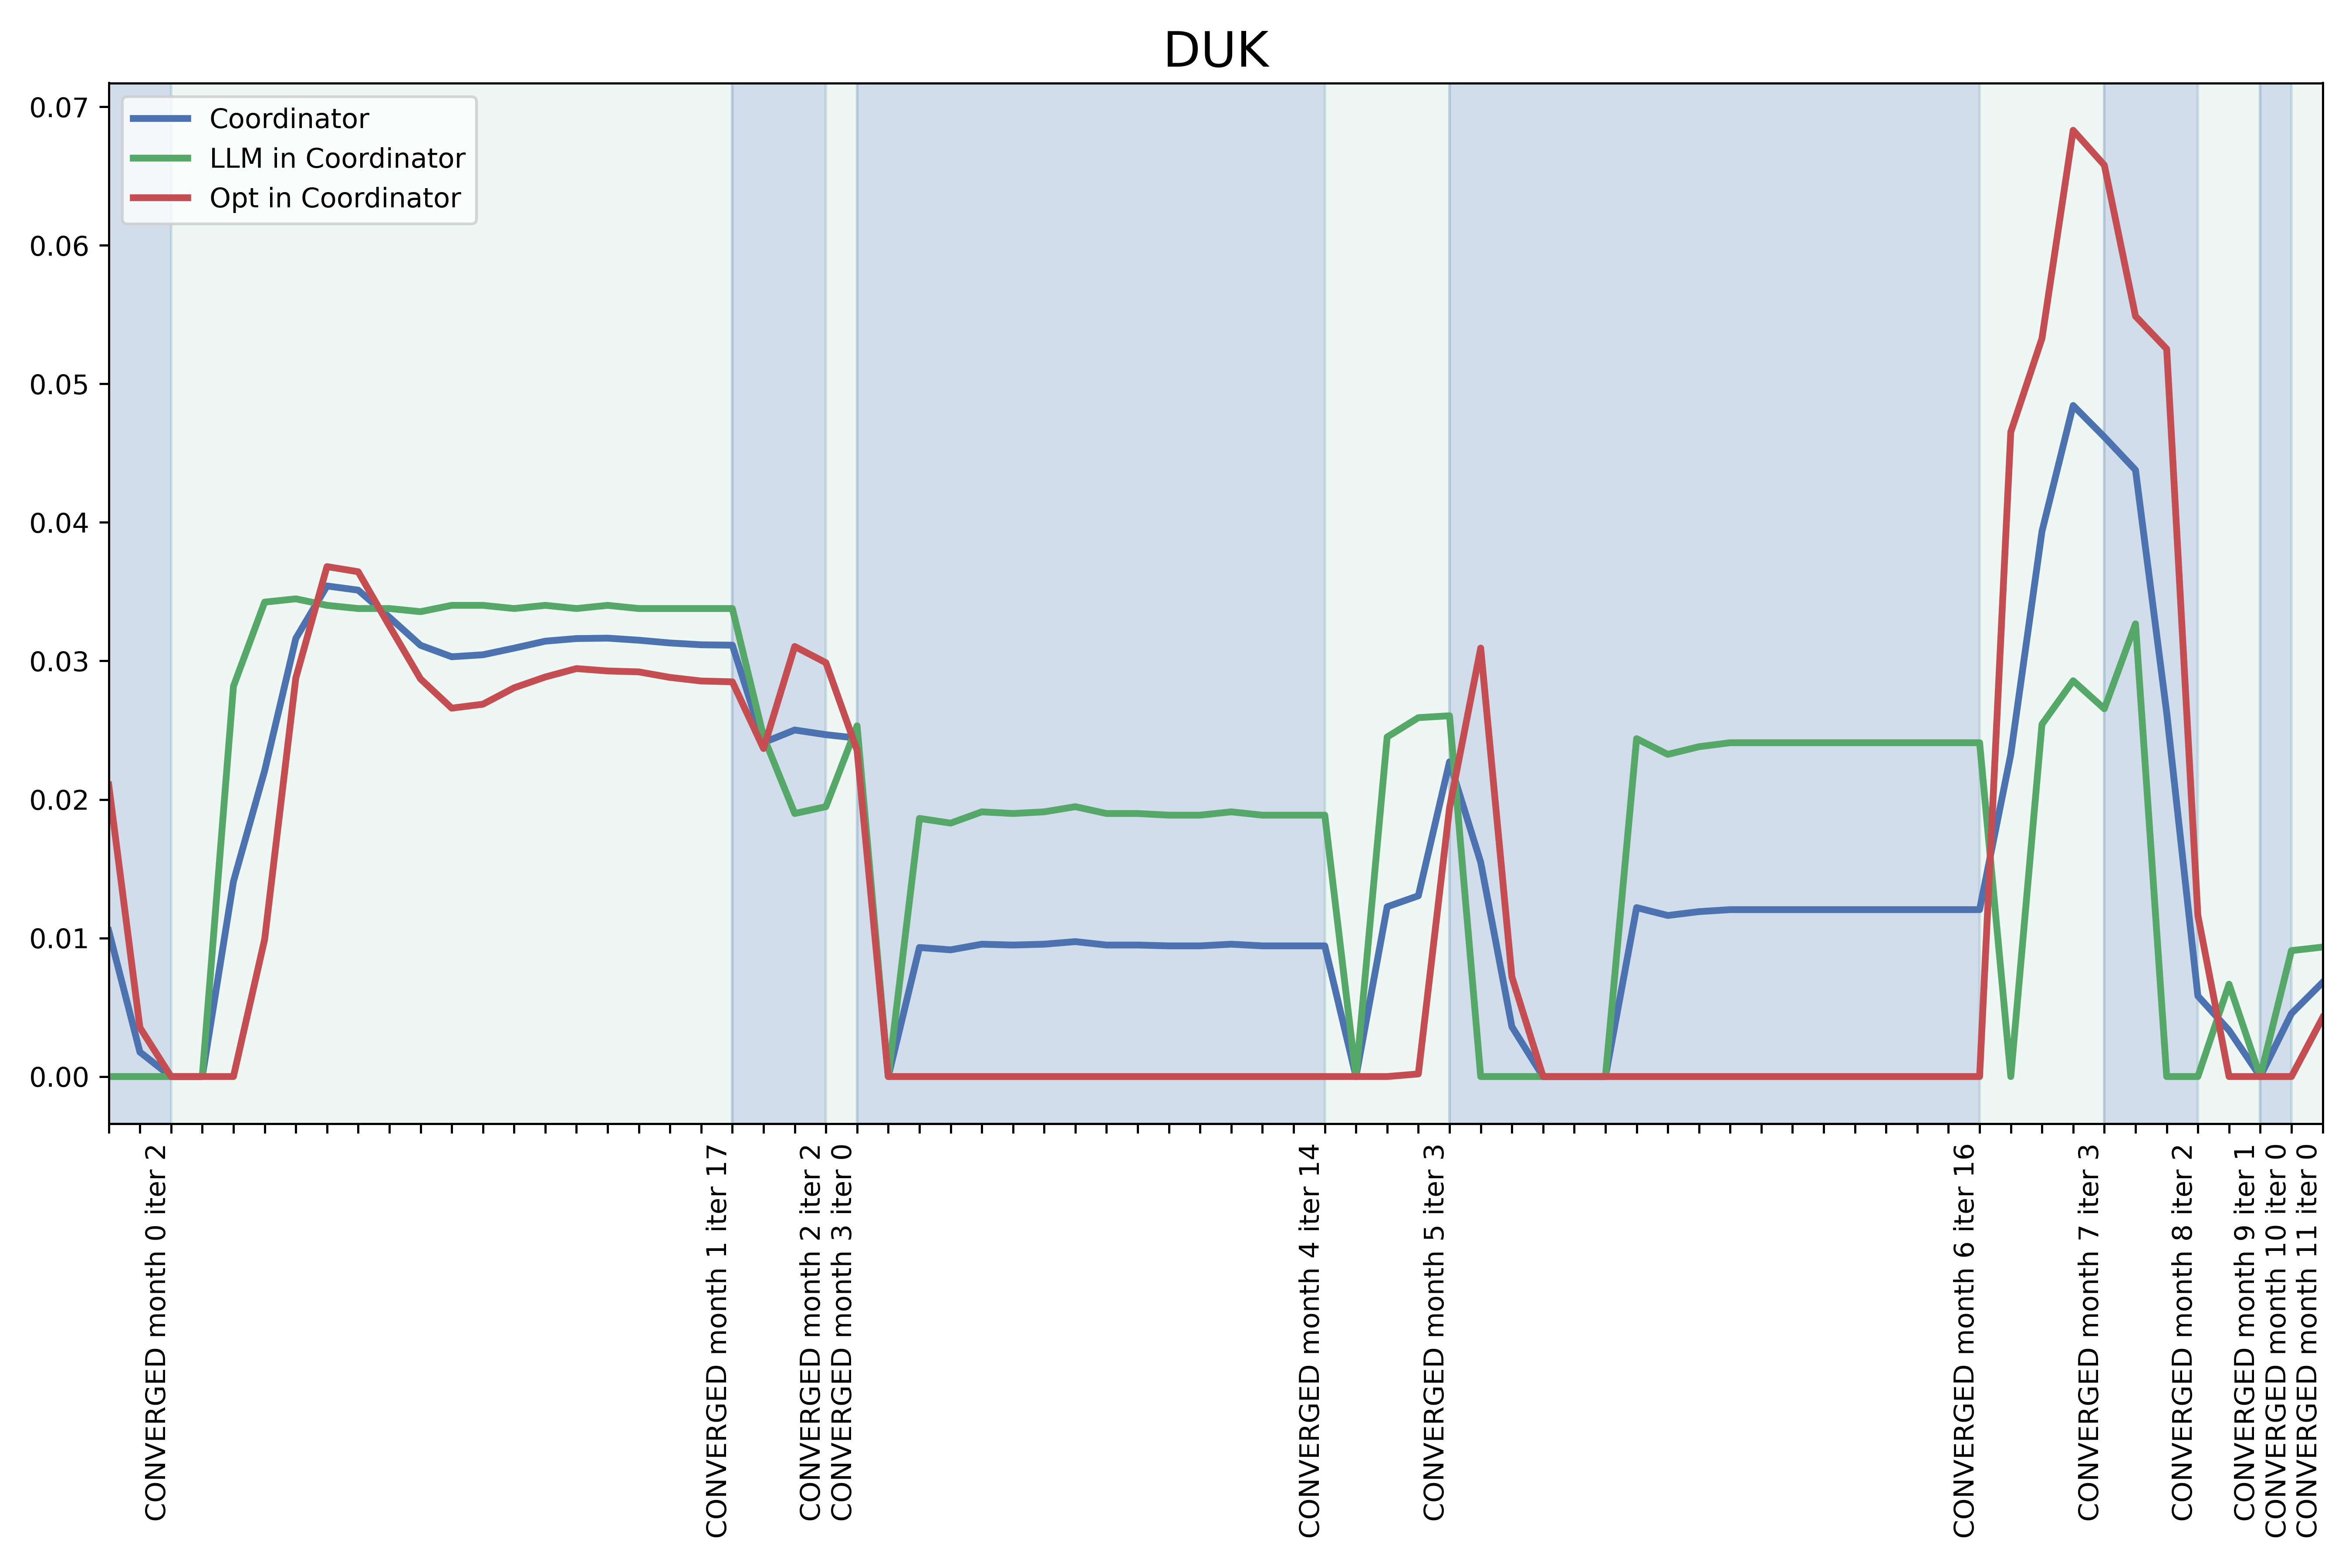 DUK
0.07
0.06
0.05
0.04
0.03
0.02
0.01
0.00
Coordinator
LLM in Coordinator
Opt in Coordinator
CONVERGED month 0 iter 2
CONVERGED month 1 iter 17
CONVERGED month 2 iter 2
CONVERGED month 3 iter 0
CONVERGED month 4 iter 14
CONVERGED month 5 iter 3
CONVERGED month 6 iter 16
CONVERGED month 7 iter 3
CONVERGED month 8 iter 2
CONVERGED month 9 iter 1
CONVERGED month 10 iter 0
CONVERGED month 11 iter 0